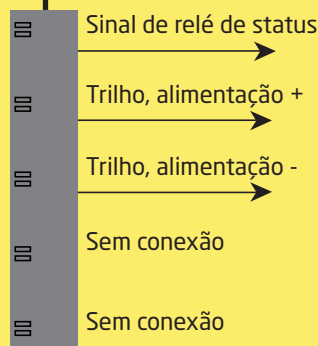 Sinal de relé de status
Trilho, alimentação +
Trilho, alimentação -
Sem conexão
Sem conexão